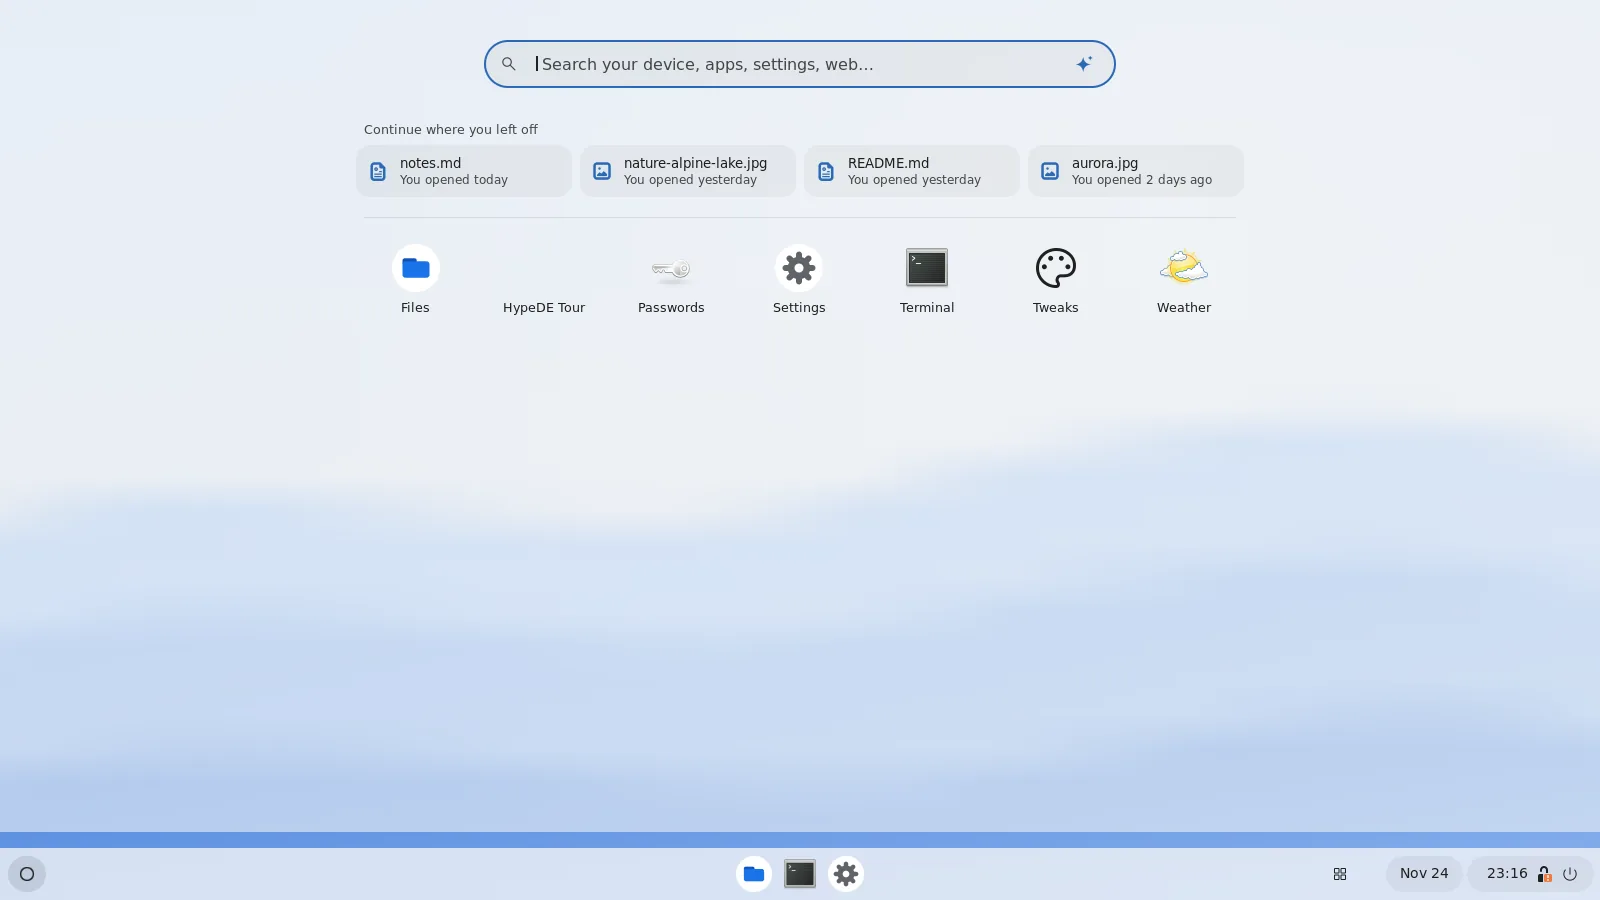 Search your device, apps, settings, web...
Continue where you left off
notes.md
You opened today
nature-alpine-lake.jpg
You opened yesterday
README.md
You opened yesterday
aurora.jpg
You opened 2 days ago
Files
HypeDE Tour
Passwords
Settings
Terminal
Tweaks
Weather
Nov 24
23:16